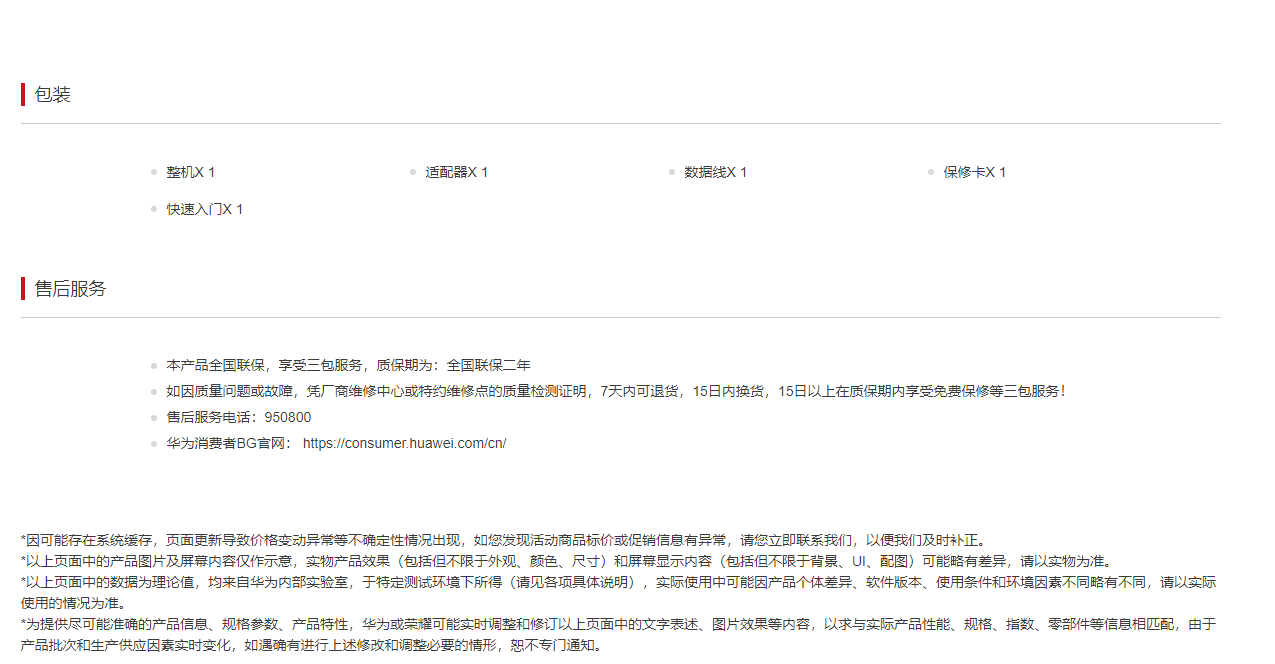 包装
整机X 1
适配器X 1
数据线X 1
保修卡X 1
快速入门X 1
售后服务
本产品全国联保，享受三包服务，质保期为：全国联保二年
如因质量问题或故障，凭厂商维修中心或特约维修点的质量检测证明，7天内可退货，15日内换货，15日以上在质保期内享受免费保修等三包服务！
售后服务电话：950800
华为消费者BG官网： https://consumer.huawei.com/cn/
*因可能存在系统缓存，页面更新导致价格变动异常等不确定性情况出现，如您发现活动商品标价或促销信息有异常，请您立即联系我们，以便我们及时补正。
*以上页面中的产品图片及屏幕内容仅作示意，实物产品效果（包括但不限于外观、颜色、尺寸）和屏幕显示内容（包括但不限于背景、UI、配图）可能略有差异，请以实物为准。
*以上页面中的数据为理论值，均来自华为内部实验室，于特定测试环境下所得（请见各项具体说明），实际使用中可能因产品个体差异、软件版本、使用条件和环境因素不同略有不同，请以实际
使用的情况为准。
*为提供尽可能准确的产品信息、规格参数、产品特性，华为或荣耀可能实时调整和修订以上页面中的文字表述、图片效果等内容，以求与实际产品性能、规格、指数、零部件等信息相匹配，由于
产品批次和生产供应因素实时变化，如遇确有进行上述修改和调整必要的情形，恕不专门通知。